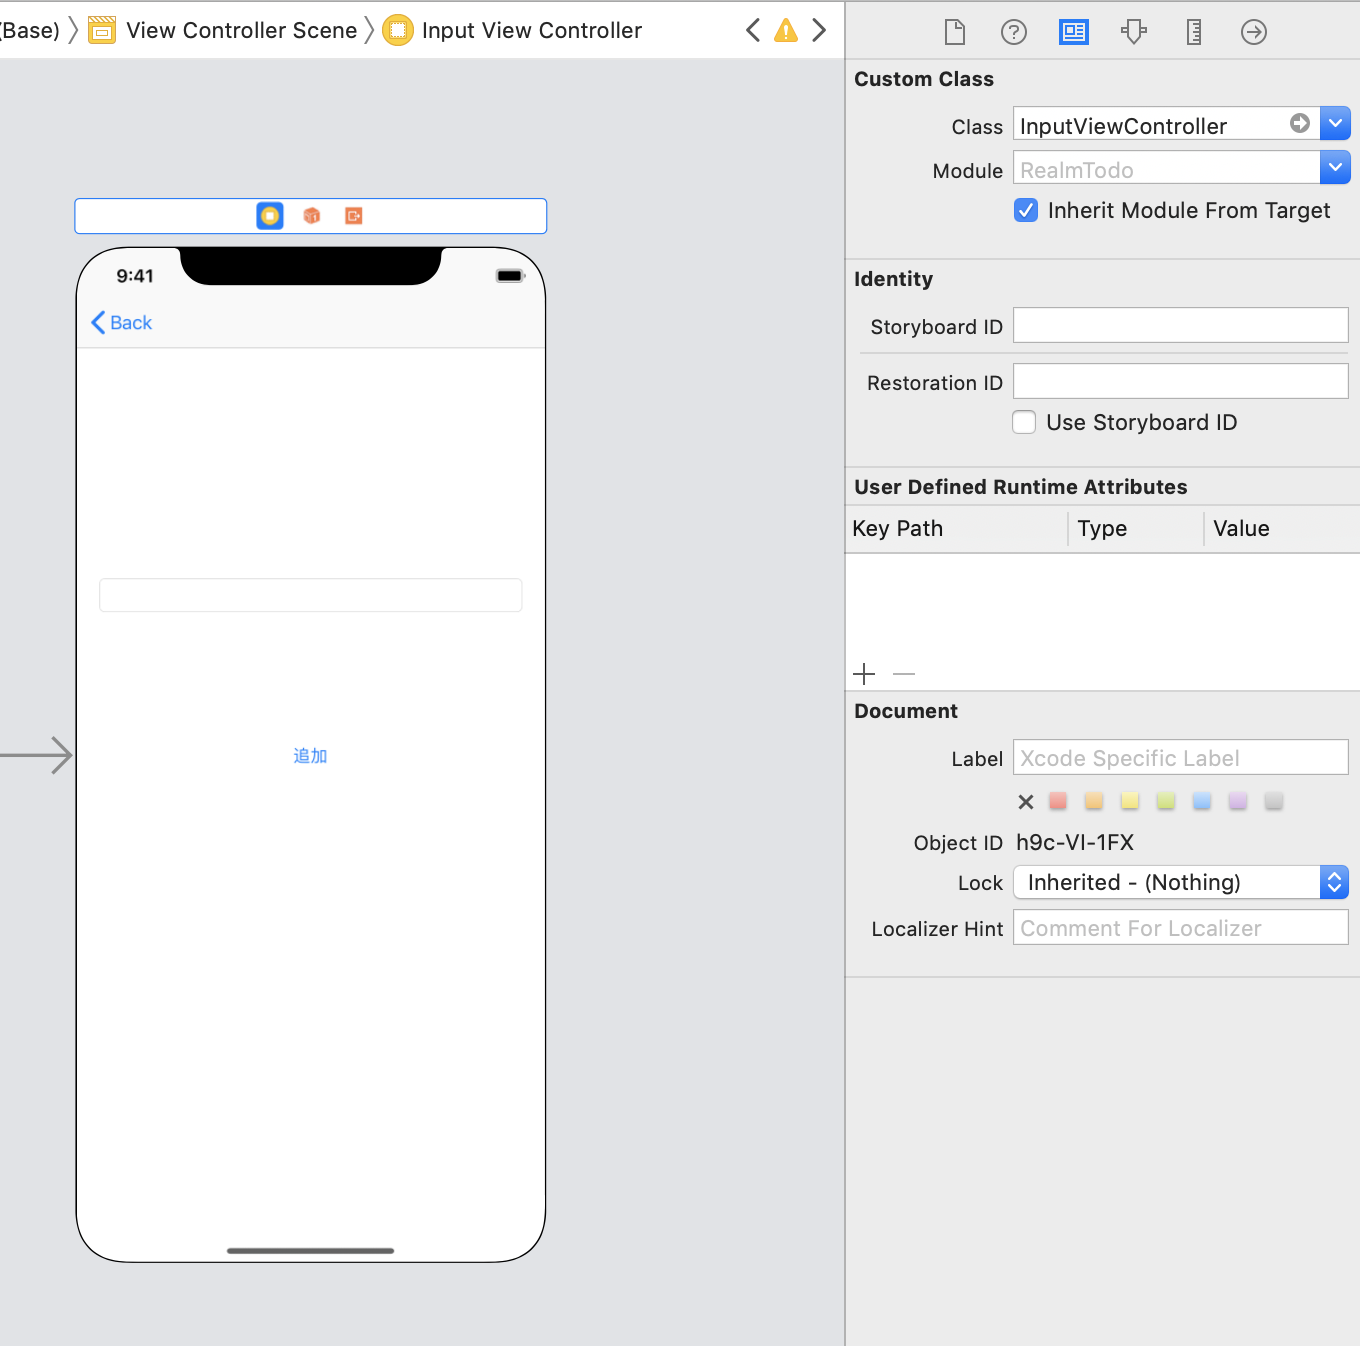 (Base) 〉 View Controller Scene 〉 Input View Controller
9:41
Back
追加
Custom Class
Class InputViewController
Module RealmTodo
Inherit Module From Target
Identity
Storyboard ID
Restoration ID
Use Storyboard ID
User Defined Runtime Attributes
Key Path Type Value
Document
Label Xcode Specific Label
Object ID h9c-VI-1FX
Lock Inherited - (Nothing)
Localizer Hint Comment For Localizer